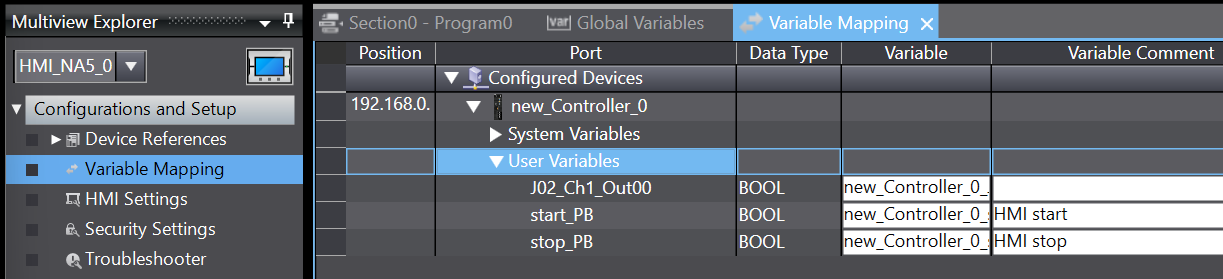 Multiview Explorer
HMI_NA5_0
Configurations and Setup
Device References
Variable Mapping
HMI Settings
Security Settings
Troubleshooter
Section0 - Program0 Global Variables Variable Mapping
Position Port Data Type Variable Variable Comment
Configured Devices
192.168.0. new_Controller_0
System Variables
User Variables
J02_Ch1_Out00 BOOL new_Controller_0_
start_PB BOOL new_Controller_0_s HMI start
stop_PB BOOL new_Controller_0_s HMI stop